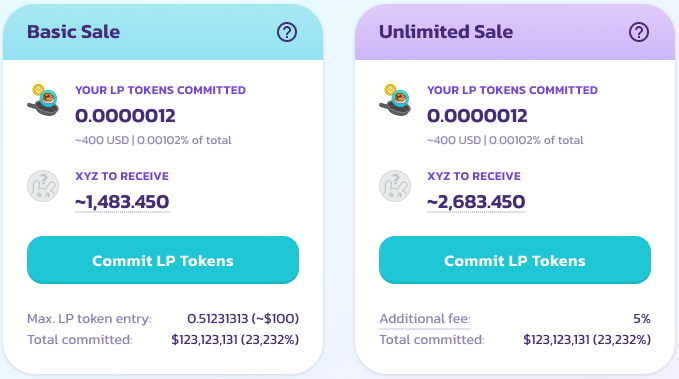 Basic Sale
YOUR LP TOKENS COMMITTED
0.0000012
~400 USD | 0.00102% of total
XYZ TO RECEIVE
~1,483.450
Commit LP Tokens
Max. LP token entry: 0.51231313 (~$100)
Total committed: $123,123,131 (23,232%)
Unlimited Sale
YOUR LP TOKENS COMMITTED
0.0000012
~400 USD | 0.00102% of total
XYZ TO RECEIVE
~2,683.450
Commit LP Tokens
Additional fee: 5%
Total committed: $123,123,131 (23,232%)